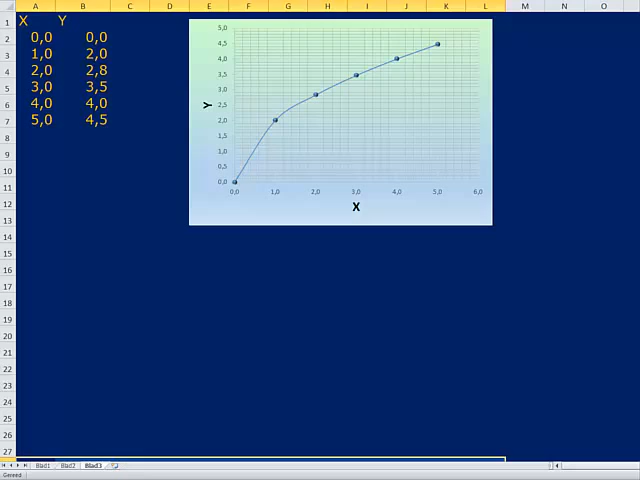 A B C D E F G H I J K L M N O
1 X Y
2 0,0 0,0
3 1,0 2,0
4 2,0 2,8
5 3,0 3,5
6 4,0 4,0
7 5,0 4,5
8
9
10
11
12
13
14
15
16
17
18
19
20
21
22
23
24
25
26
27
5,0
4,5
4,0
3,5
3,0
2,5
2,0
1,5
1,0
0,5
0,0
Y
0,0 1,0 2,0 3,0 4,0 5,0 6,0
X
Blad1 Blad2 Blad3
Gereed